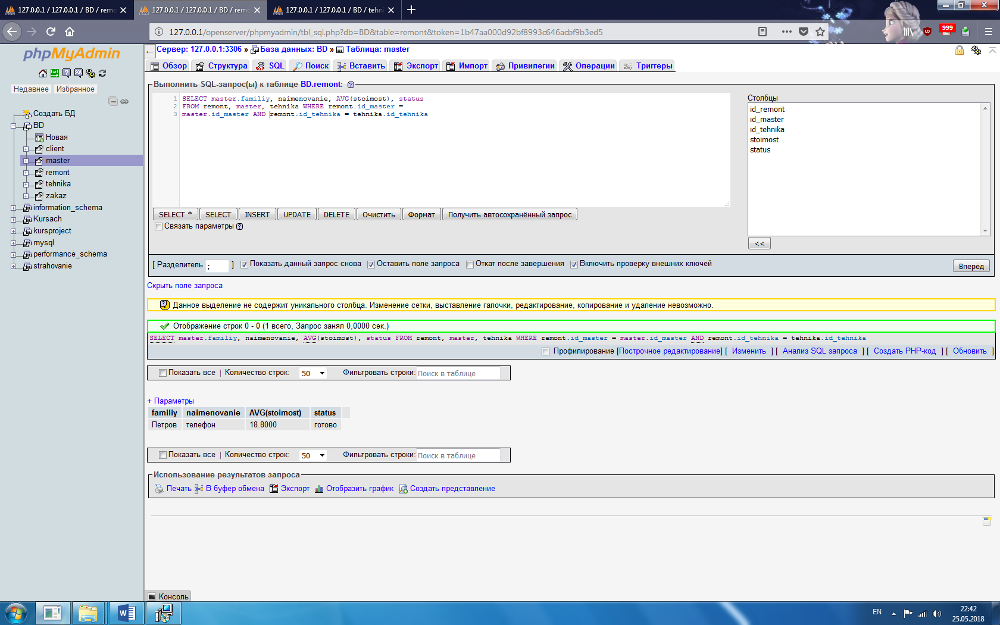 127.0.0.1 / 127.0.0.1 / BD / remo
127.0.0.1 / 127.0.0.1 / BD / remo
127.0.0.1 / 127.0.0.1 / BD / tehni
127.0.0.1/openserver/phpmyadmin/tbl_sql.php?db=BD&table=remont&token=1b47aa000d92bf8993c646acbf9b3ed5
999
phpMyAdmin
Недавнее Избранное
Создать БД
BD
Новая
client
master
remont
tehnika
zakaz
information_schema
Kursach
kursproject
mysql
performance_schema
strahovanie
Сервер: 127.0.0.1:3306 » База данных: BD » Таблица: master
Обзор Структура SQL Поиск Вставить Экспорт Импорт Привилегии Операции Триггеры
Выполнить SQL-запрос(ы) к таблице BD.remont:
1 SELECT master.familiy, naimenovanie, AVG(stoimost), status
2 FROM remont, master, tehnika WHERE remont.id_master =
3 master.id_master AND remont.id_tehnika = tehnika.id_tehnika
Столбцы
id_remont
id_master
id_tehnika
stoimost
status
SELECT * SELECT INSERT UPDATE DELETE Очистить Формат Получить автосохранённый запрос
Связать параметры
<<
[ Разделитель ; ] Показать данный запрос снова Оставить поле запроса Откат после завершения Включить проверку внешних ключей Вперёд
Скрыть поле запроса
Данное выделение не содержит уникального столбца. Изменение сетки, выставление галочки, редактирование, копирование и удаление невозможно.
Отображение строк 0 - 0 (1 всего, Запрос занял 0,0000 сек.)
SELECT master.familiy, naimenovanie, AVG(stoimost), status FROM remont, master, tehnika WHERE remont.id_master = master.id_master AND remont.id_tehnika = tehnika.id_tehnika
Профилирование [Построчное редактирование] [ Изменить ] [ Анализ SQL запроса ] [ Создать PHP-код ] [ Обновить ]
Показать все | Количество строк: 50 Фильтровать строки: Поиск в таблице
+ Параметры
familiy naimenovanie AVG(stoimost) status
Петров телефон 18.8000 готово
Показать все | Количество строк: 50 Фильтровать строки: Поиск в таблице
Использование результатов запроса
Печать В буфер обмена Экспорт Отобразить график Создать представление
Консоль
EN
22:42
25.05.2018